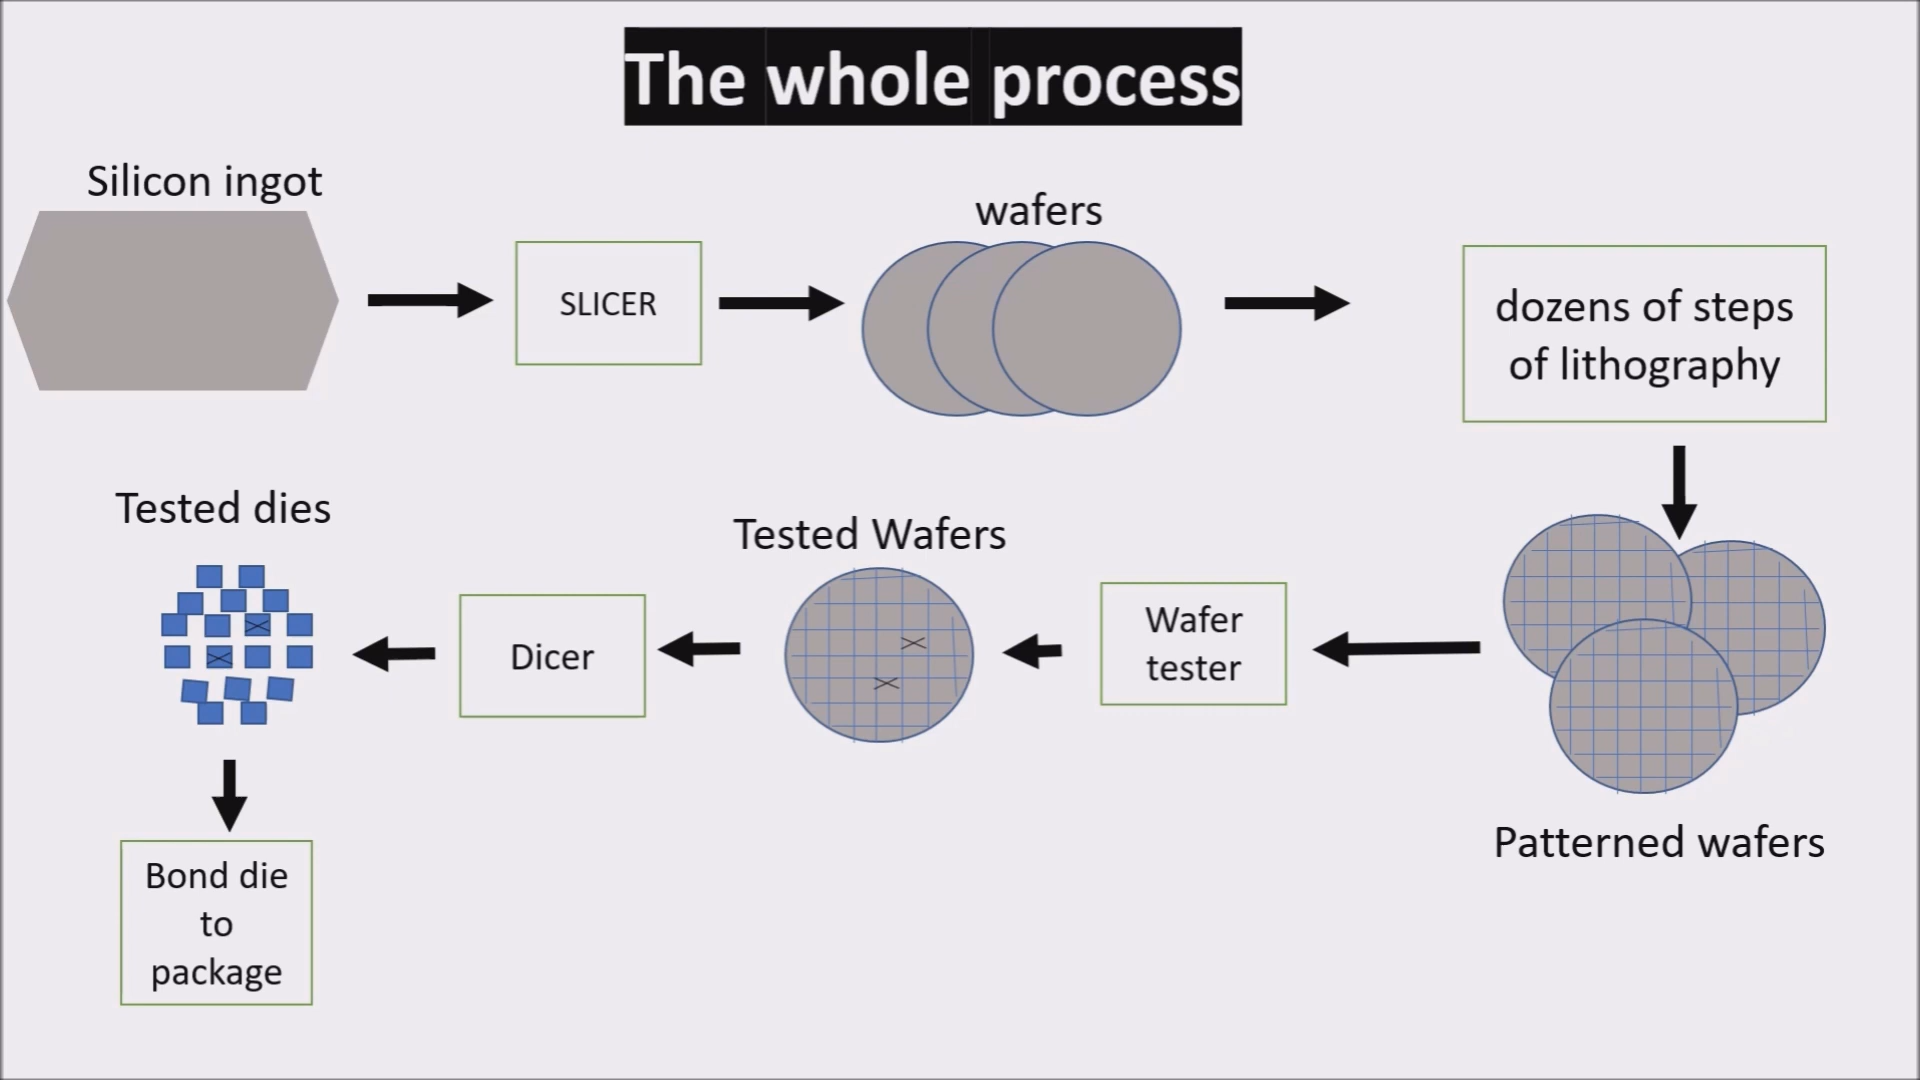 The whole process
Silicon ingot
SLICER
wafers
dozens of steps
of lithography
Patterned wafers
Wafer
tester
Tested Wafers
Dicer
Tested dies
Bond die
to
package